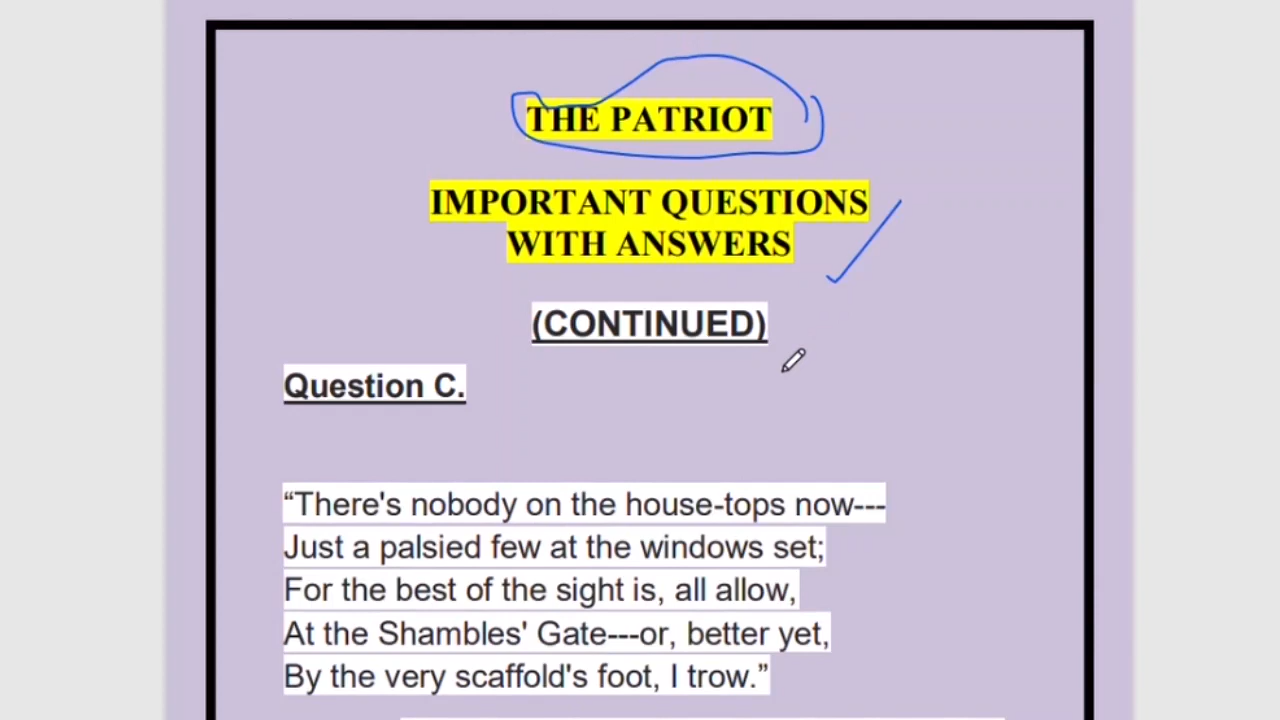 THE PATRIOT
IMPORTANT QUESTIONS
WITH ANSWERS
(CONTINUED)
Question C.
“There's nobody on the house-tops now---
Just a palsied few at the windows set;
For the best of the sight is, all allow,
At the Shambles' Gate---or, better yet,
By the very scaffold's foot, I trow.”